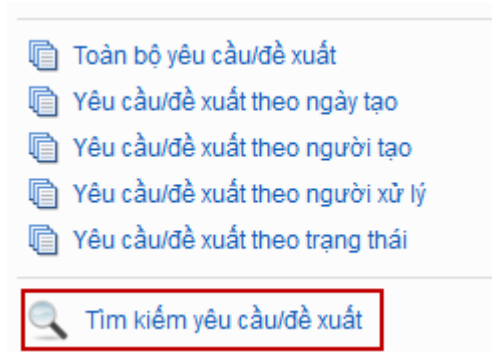 Toàn bộ yêu cầu/đề xuất
Yêu cầu/đề xuất theo ngày tạo
Yêu cầu/đề xuất theo người tạo
Yêu cầu/đề xuất theo người xử lý
Yêu cầu/đề xuất theo trạng thái
Tìm kiếm yêu cầu/đề xuất